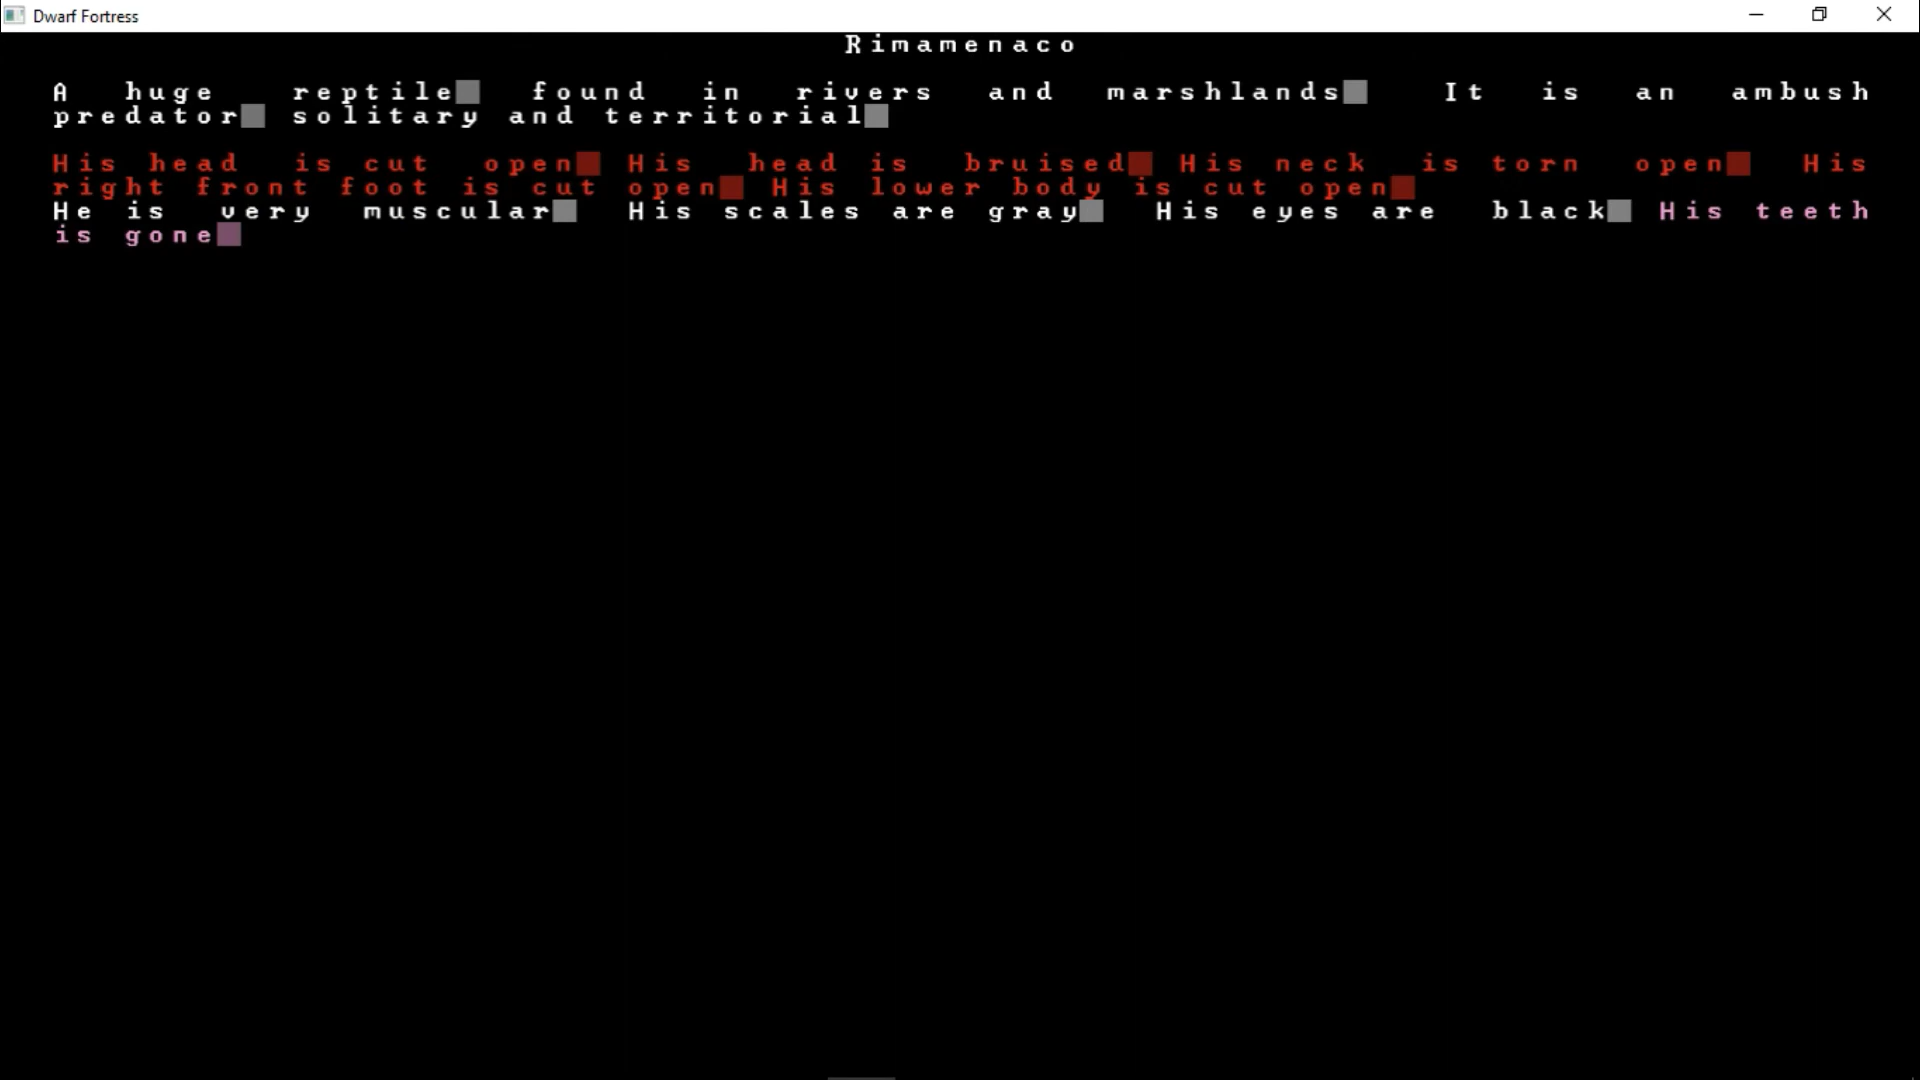 Dwarf Fortress
Rimamenaco
A huge reptile■ found in rivers and marshlands■ It is an ambush
predator■ solitary and territorial■
His head is cut open■ His head is bruised■ His neck is torn open■ His
right front foot is cut open■ His lower body is cut open■
He is very muscular■ His scales are gray■ His eyes are black■ His teeth
is gone■